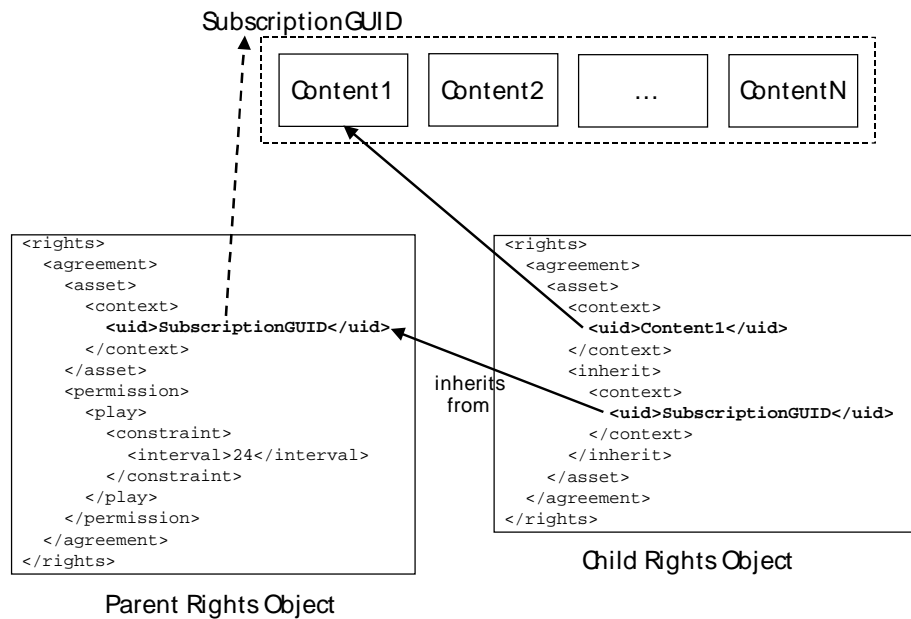 SubscriptionGUID
Content1
Content2
...
ContentN
<rights>
<agreement>
<asset>
<context>
<uid>SubscriptionGUID</uid>
</context>
</asset>
<permission>
<play>
<constraint>
<interval>24</interval>
</constraint>
</play>
</permission>
</agreement>
</rights>
Parent Rights Object
inherits
from
<rights>
<agreement>
<asset>
<context>
<uid>Content1</uid>
</context>
<inherit>
<context>
<uid>SubscriptionGUID</uid>
</context>
</inherit>
</asset>
</agreement>
</rights>
Child Rights Object